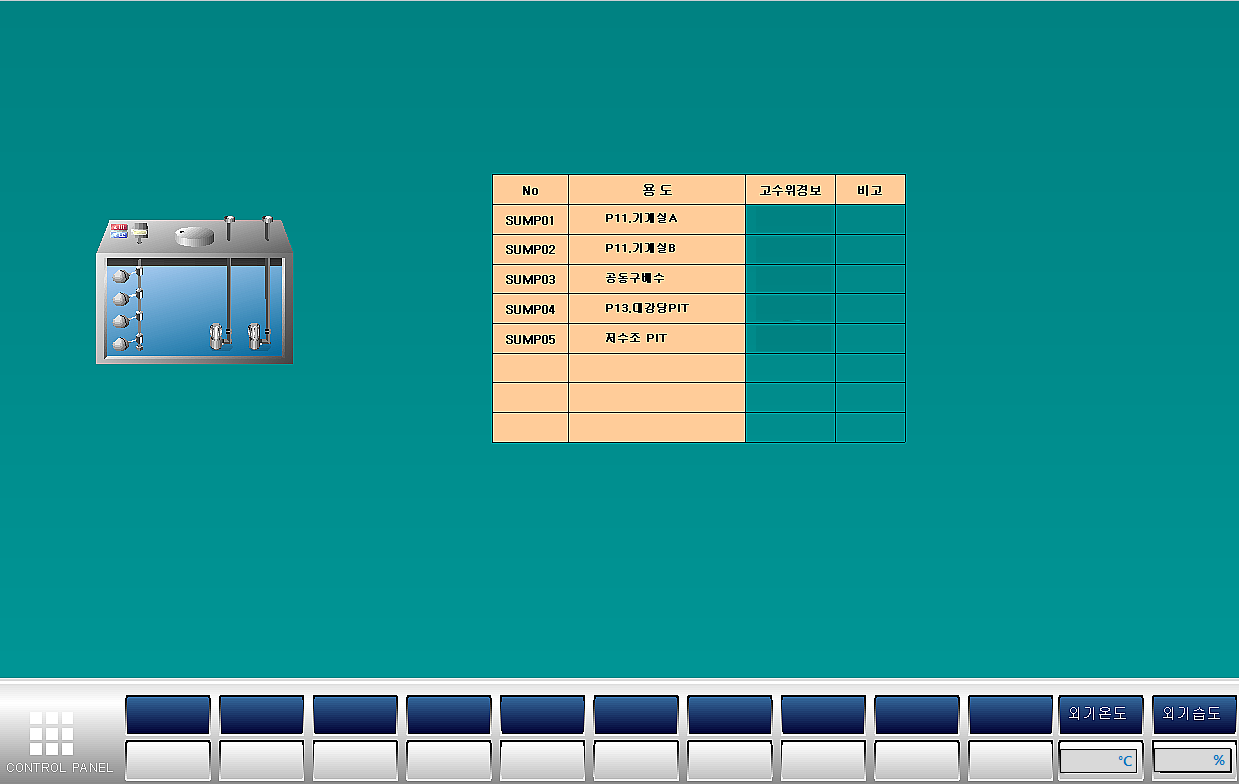 No 용 도 고수위경보 비고
SUMP01 P11.기계실A
SUMP02 P11.기계실B
SUMP03 공동구배수
SUMP04 P13.대강당PIT
SUMP05 저수조 PIT
외기온도 외기습도
℃ %
CONTROL PANEL